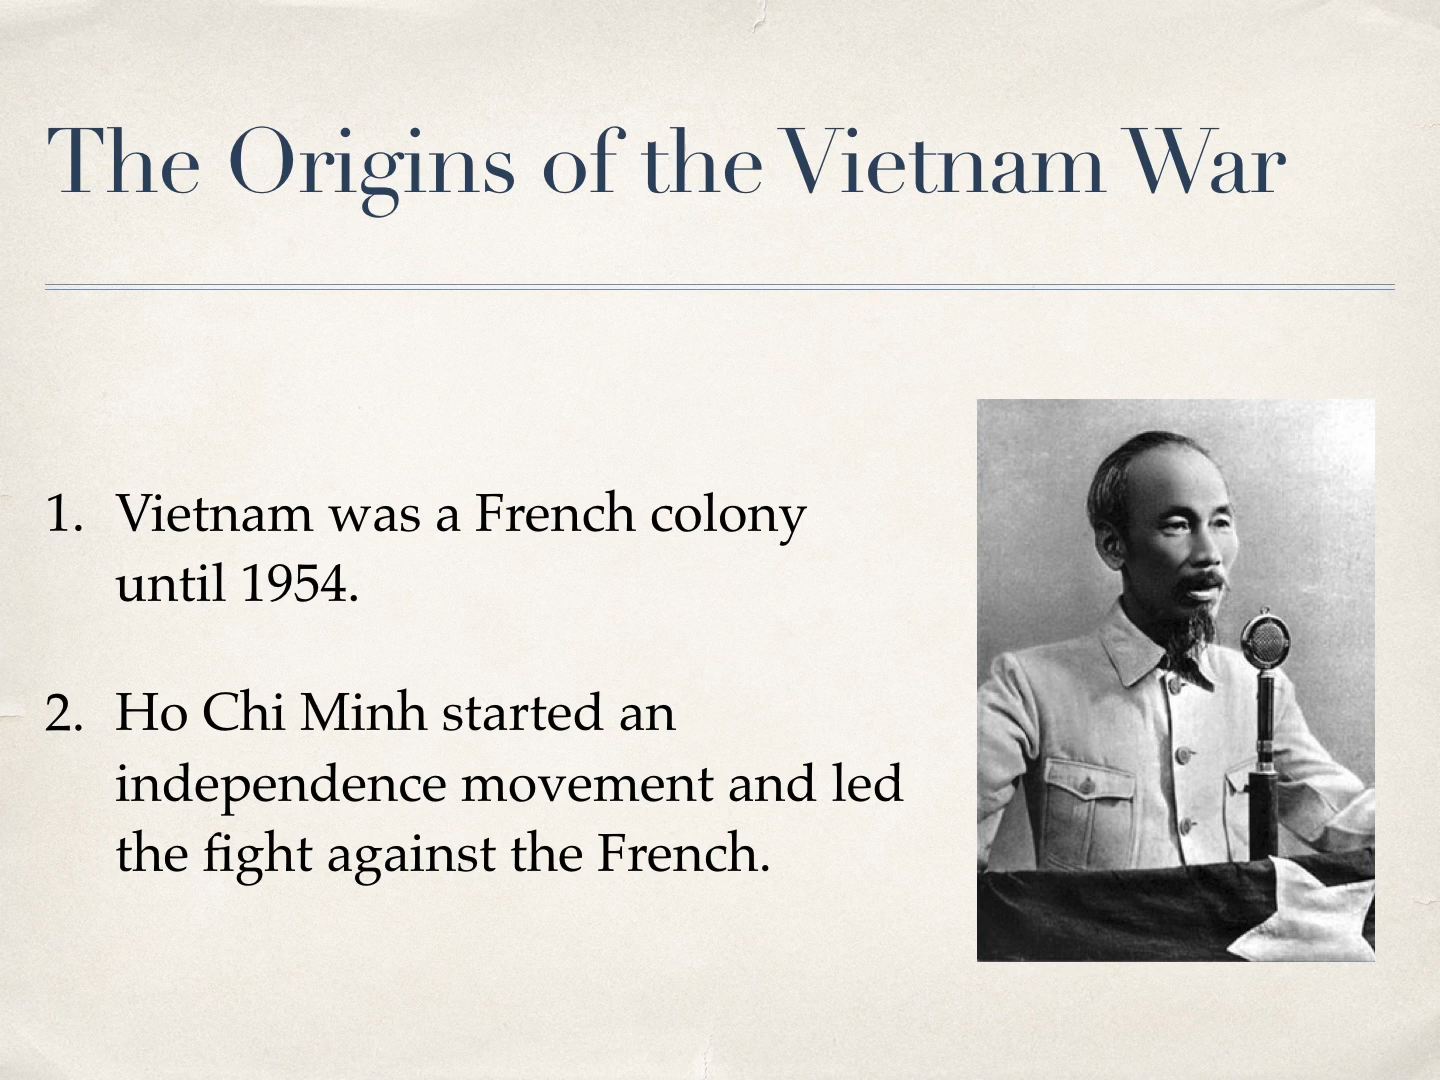 The Origins of the Vietnam War
1. Vietnam was a French colony
until 1954.
2. Ho Chi Minh started an
independence movement and led
the fight against the French.